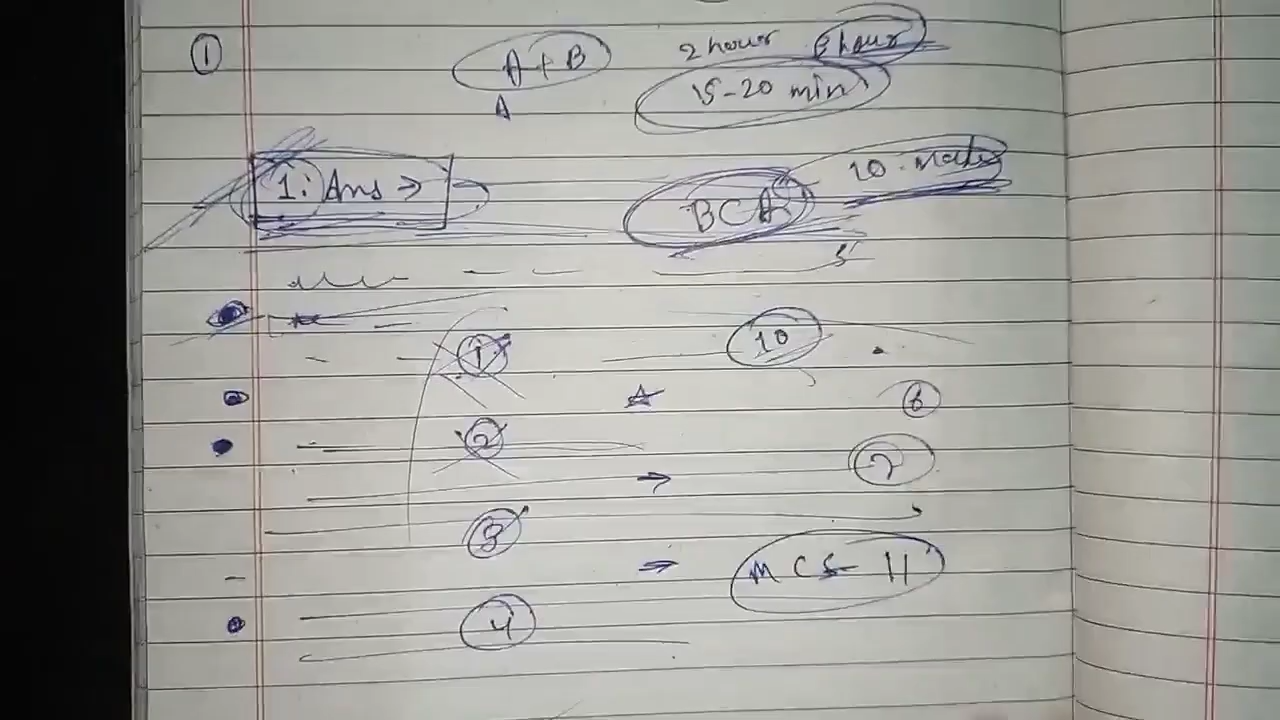 ① A + B 2 hour 3 hour
A 15-20 min
1. Ans → BCA 10 Marks
5
① 10
② 6
③ 7
④ MCS-11